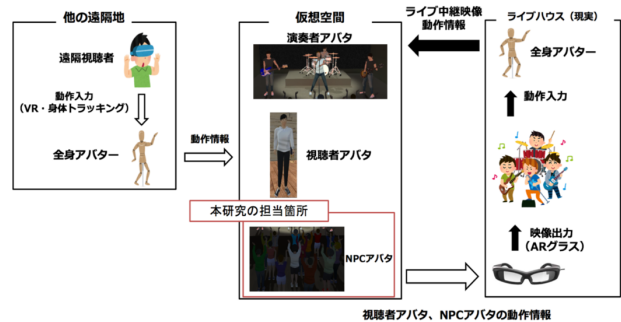 他の遠隔地
遠隔視聴者
動作入力
(VR・身体トラッキング)
全身アバター
動作情報
仮想空間
演奏者アバタ
視聴者アバタ
本研究の担当箇所
NPCアバタ
ライブ中継映像
動作情報
ライブハウス（現実）
全身アバター
動作入力
映像出力
(ARグラス)
視聴者アバタ、NPCアバタの動作情報